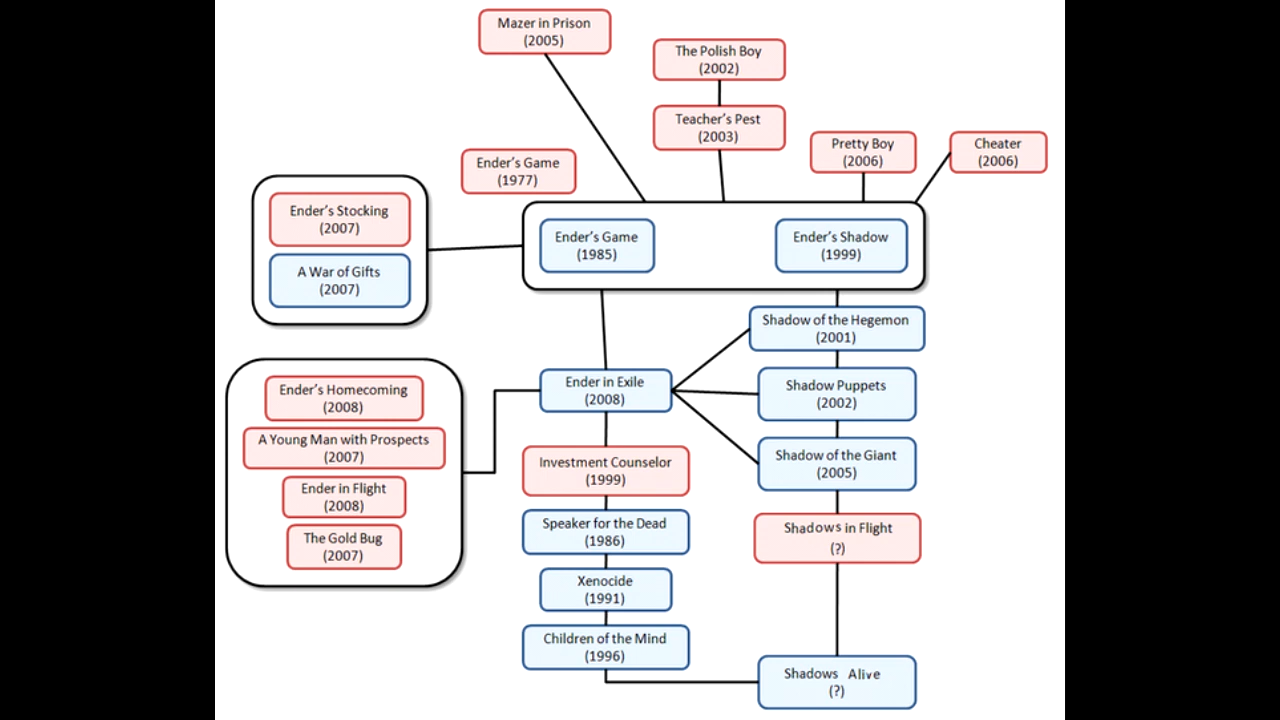 Mazer in Prison
(2005)
The Polish Boy
(2002)
Teacher's Pest
(2003)
Pretty Boy
(2006)
Cheater
(2006)
Ender's Game
(1977)
Ender's Stocking
(2007)
A War of Gifts
(2007)
Ender's Game
(1985)
Ender's Shadow
(1999)
Shadow of the Hegemon
(2001)
Ender in Exile
(2008)
Shadow Puppets
(2002)
Ender's Homecoming
(2008)
A Young Man with Prospects
(2007)
Ender in Flight
(2008)
The Gold Bug
(2007)
Investment Counselor
(1999)
Shadow of the Giant
(2005)
Speaker for the Dead
(1986)
Shadows in Flight
(?)
Xenocide
(1991)
Children of the Mind
(1996)
Shadows Alive
(?)